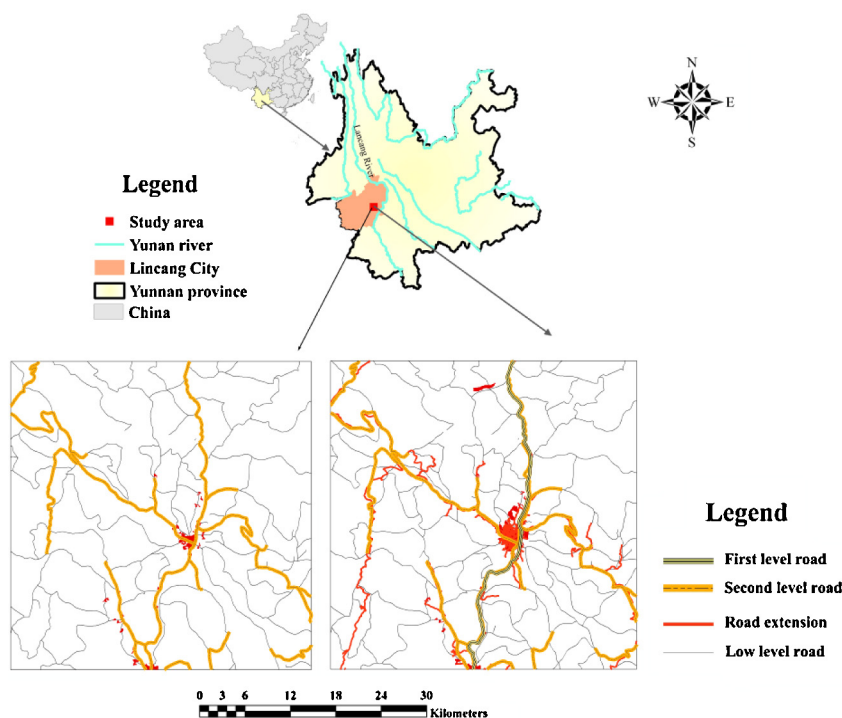 N
W E
S
Lancang River
Legend
Study area
Yunan river
Lincang City
Yunnan province
China
Legend
First level road
Second level road
Road extension
Low level road
0 3 6 12 18 24 30
Kilometers